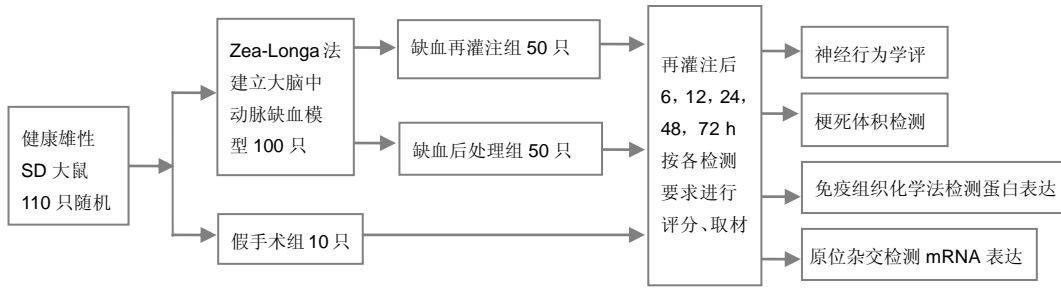 健康雄性
SD 大鼠
110 只随机
Zea-Longa 法
建立大脑中
动脉缺血模
型 100 只
假手术组 10 只
缺血再灌注组 50 只
缺血后处理组 50 只
再灌注后
6，12，24，
48，72 h
按各检测
要求进行
评分、取材
神经行为学评
梗死体积检测
免疫组织化学法检测蛋白表达
原位杂交检测 mRNA 表达